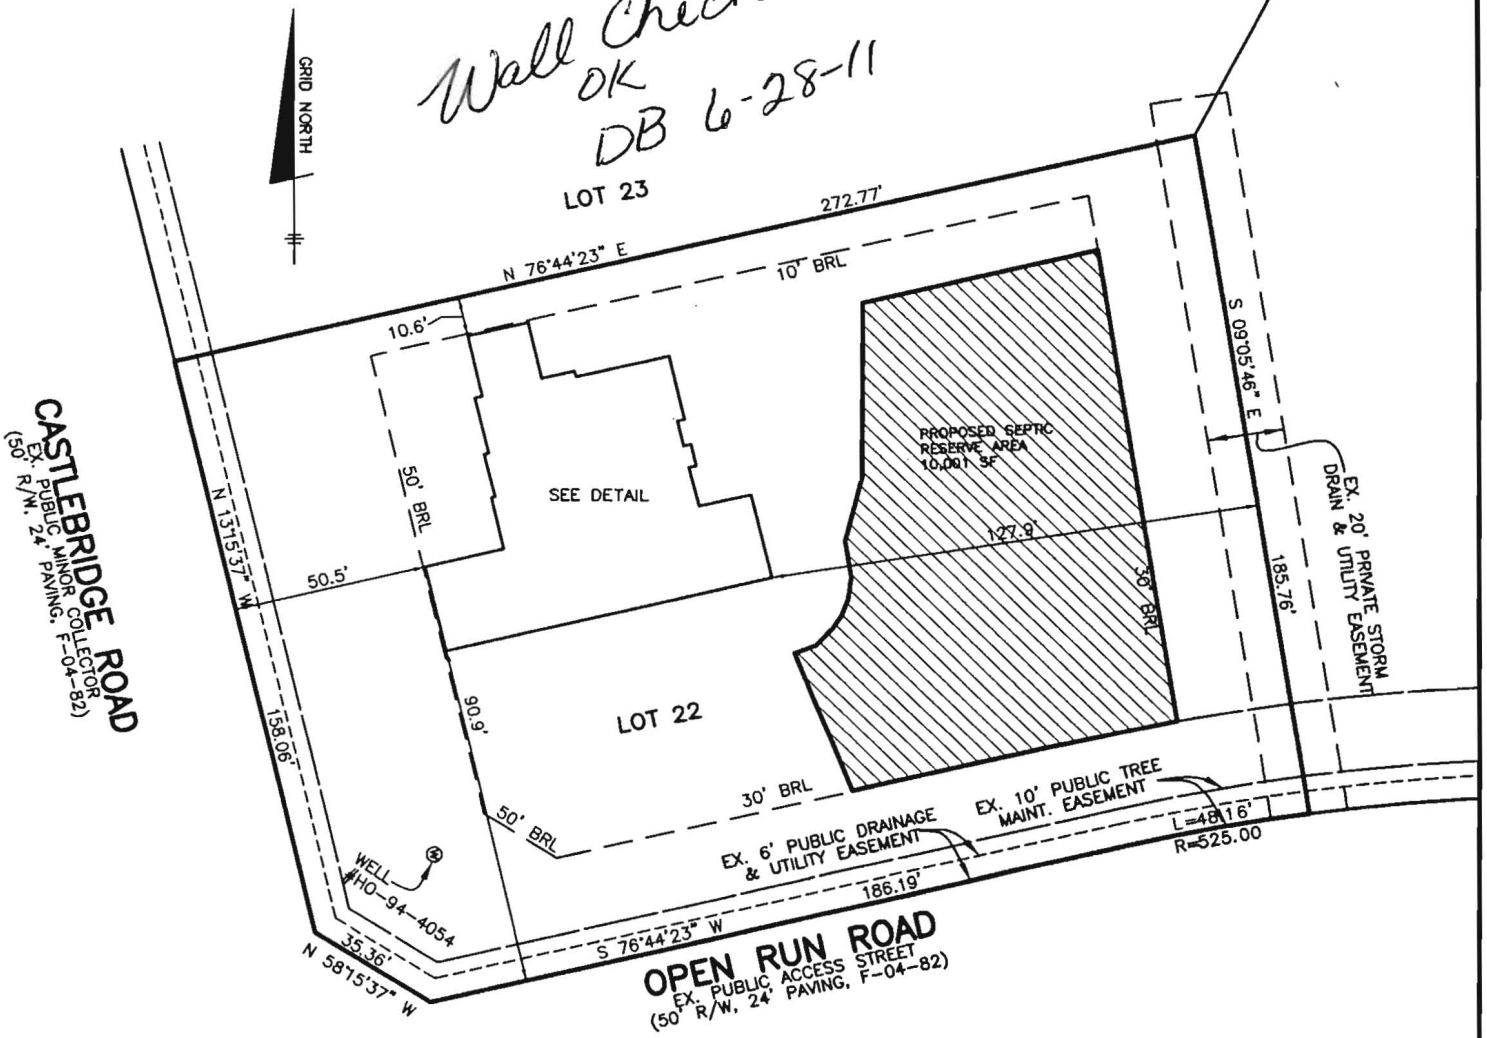 Wall Check
OK
DB 6-28-11
GRID NORTH
LOT 23
272.77'
N 76°44'23" E
10' BRL
10.6'
50' BRL
SEE DETAIL
PROPOSED SEPTIC
RESERVE AREA
10,001 SF
S 09°05'46" E
127.9'
30' BRL
185.76'
EX. 20' PRIVATE STORM
DRAIN & UTILITY EASEMENT
CASTLEBRIDGE ROAD
EX. PUBLIC MINOR COLLECTOR
(50' R/W, 24' PAVING, F-04-82)
N 13°15'37" W
50.5'
158.06'
90.9'
LOT 22
30' BRL
50' BRL
WELL
#HO-94-4054
EX. 6' PUBLIC DRAINAGE
& UTILITY EASEMENT
EX. 10' PUBLIC TREE
MAINT. EASEMENT
L=48.16'
R=525.00
186.19'
S 76°44'23" W
35.36'
N 58°15'37" W
OPEN RUN ROAD
EX. PUBLIC ACCESS STREET
(50' R/W, 24' PAVING, F-04-82)